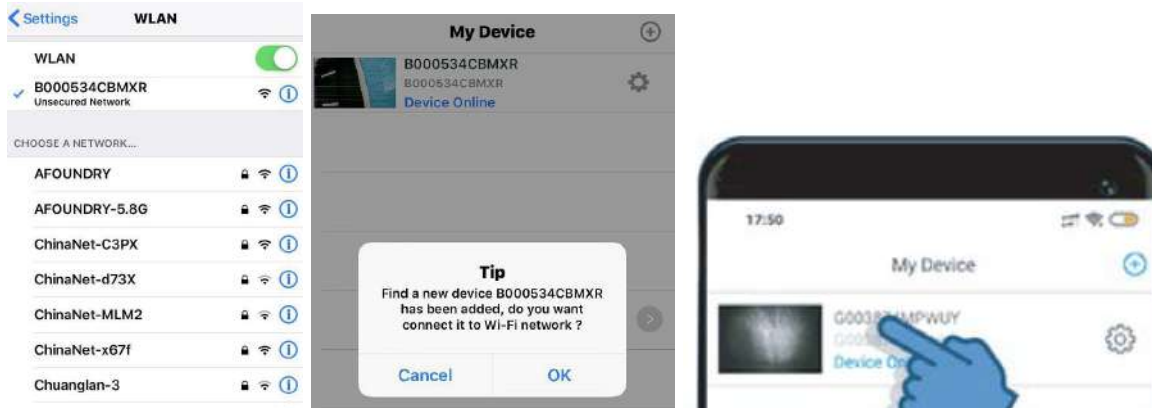 Settings WLAN
WLAN
B000534CBMXR
Unsecured Network
CHOOSE A NETWORK...
AFOUNDRY
AFOUNDRY-5.8G
ChinaNet-C3PX
ChinaNet-d73X
ChinaNet-MLM2
ChinaNet-x67f
Chuanglan-3
My Device
B000534CBMXR
B000534CBMXR
Device Online
Tip
Find a new device B000534CBMXR
has been added, do you want
connect it to Wi-Fi network ?
Cancel OK
17:50
My Device
Device